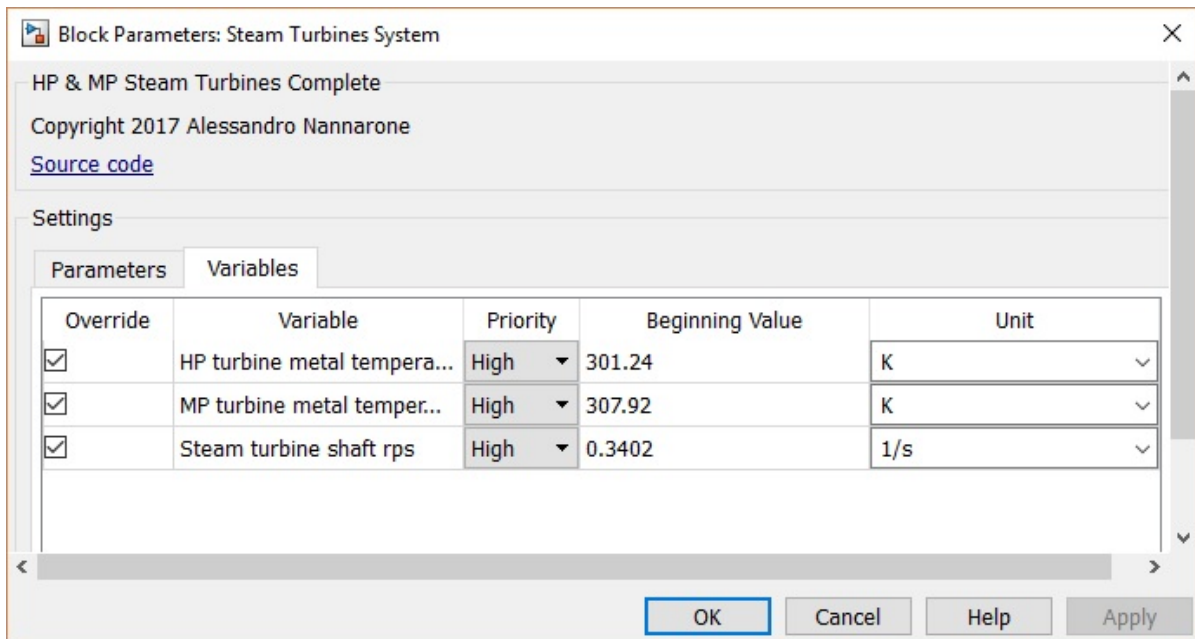 Block Parameters: Steam Turbines System
HP & MP Steam Turbines Complete
Copyright 2017 Alessandro Nannarone
Source code
Settings
Parameters Variables
Override Variable Priority Beginning Value Unit
HP turbine metal tempera... High 301.24 K
MP turbine metal temper... High 307.92 K
Steam turbine shaft rps High 0.3402 1/s
OK Cancel Help Apply